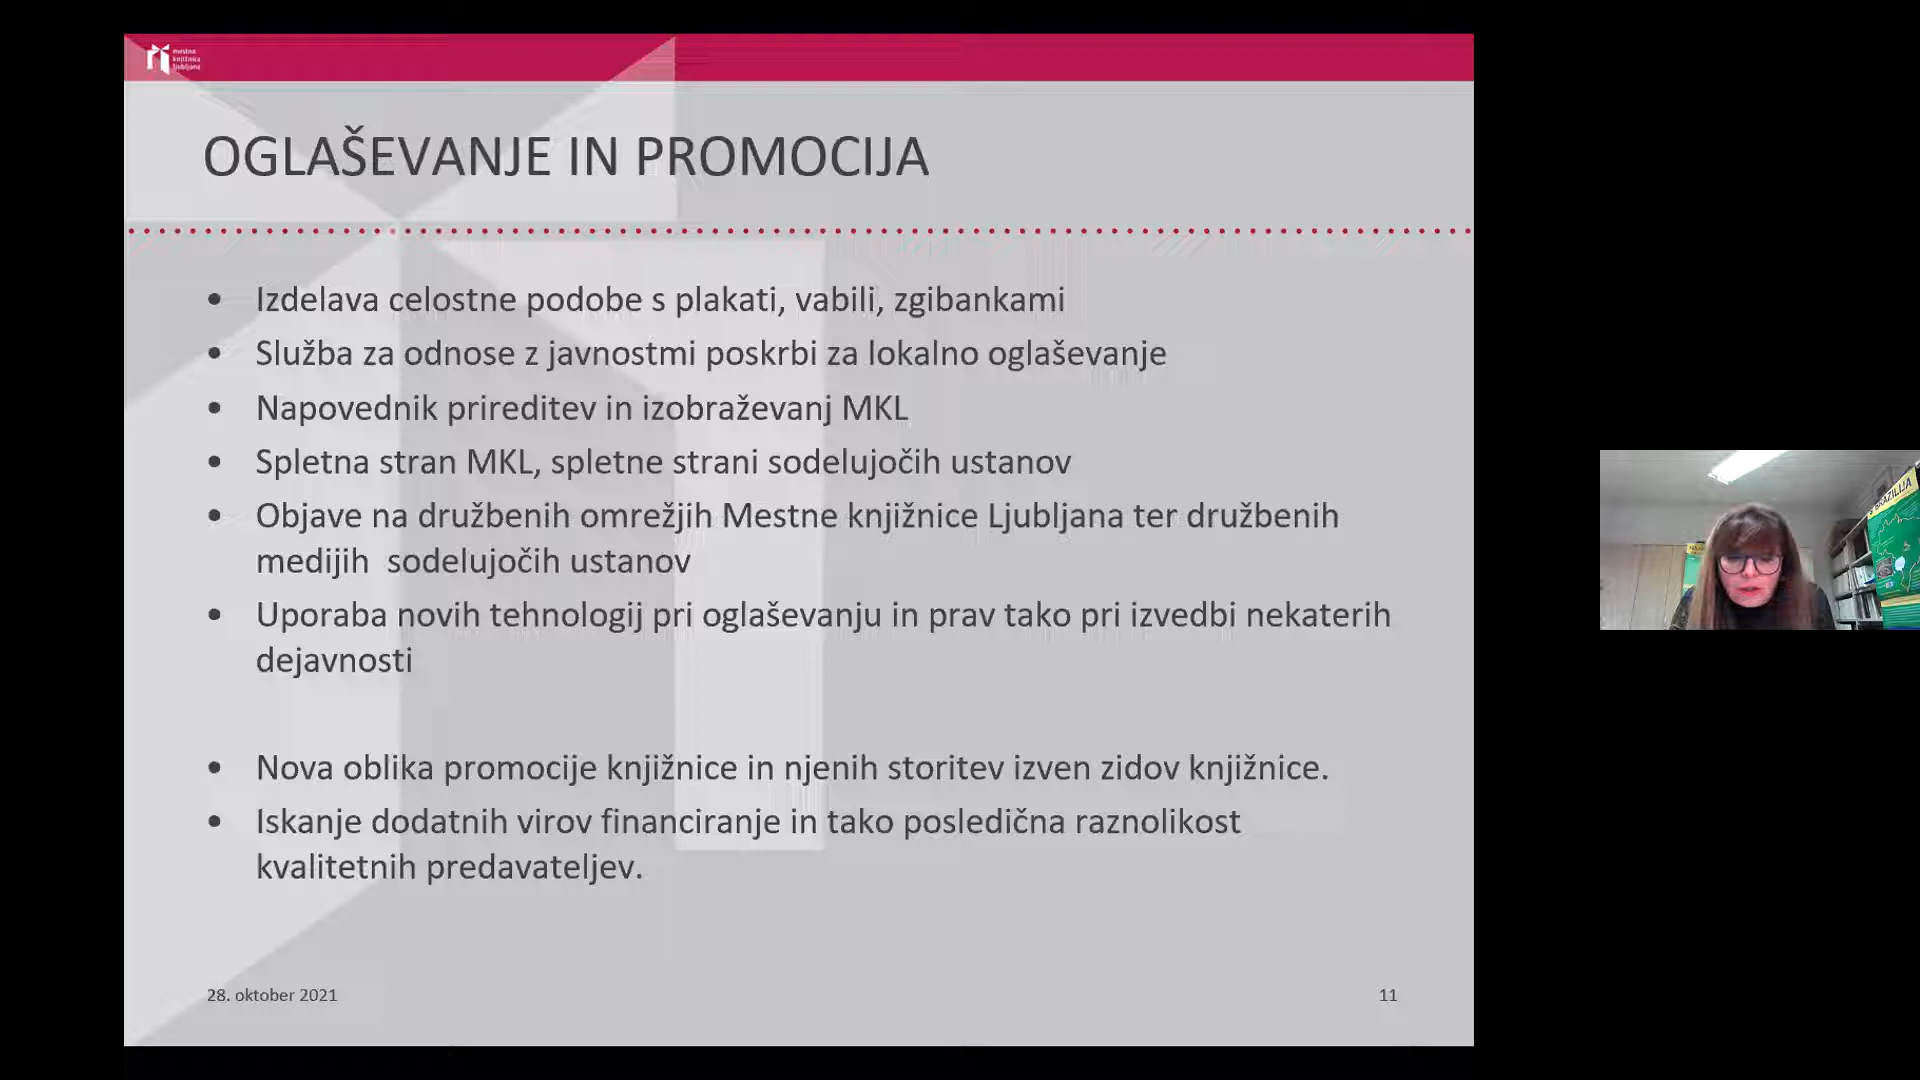 mestna
knjižnica
ljubljana
OGLAŠEVANJE IN PROMOCIJA
• Izdelava celostne podobe s plakati, vabili, zgibankami
• Služba za odnose z javnostmi poskrbi za lokalno oglaševanje
• Napovednik prireditev in izobraževanj MKL
• Spletna stran MKL, spletne strani sodelujočih ustanov
• Objave na družbenih omrežjih Mestne knjižnice Ljubljana ter družbenih
medijih sodelujočih ustanov
• Uporaba novih tehnologij pri oglaševanju in prav tako pri izvedbi nekaterih
dejavnosti
• Nova oblika promocije knjižnice in njenih storitev izven zidov knjižnice.
• Iskanje dodatnih virov financiranje in tako posledična raznolikost
kvalitetnih predavateljev.
28. oktober 2021
11
BRAZILIJA